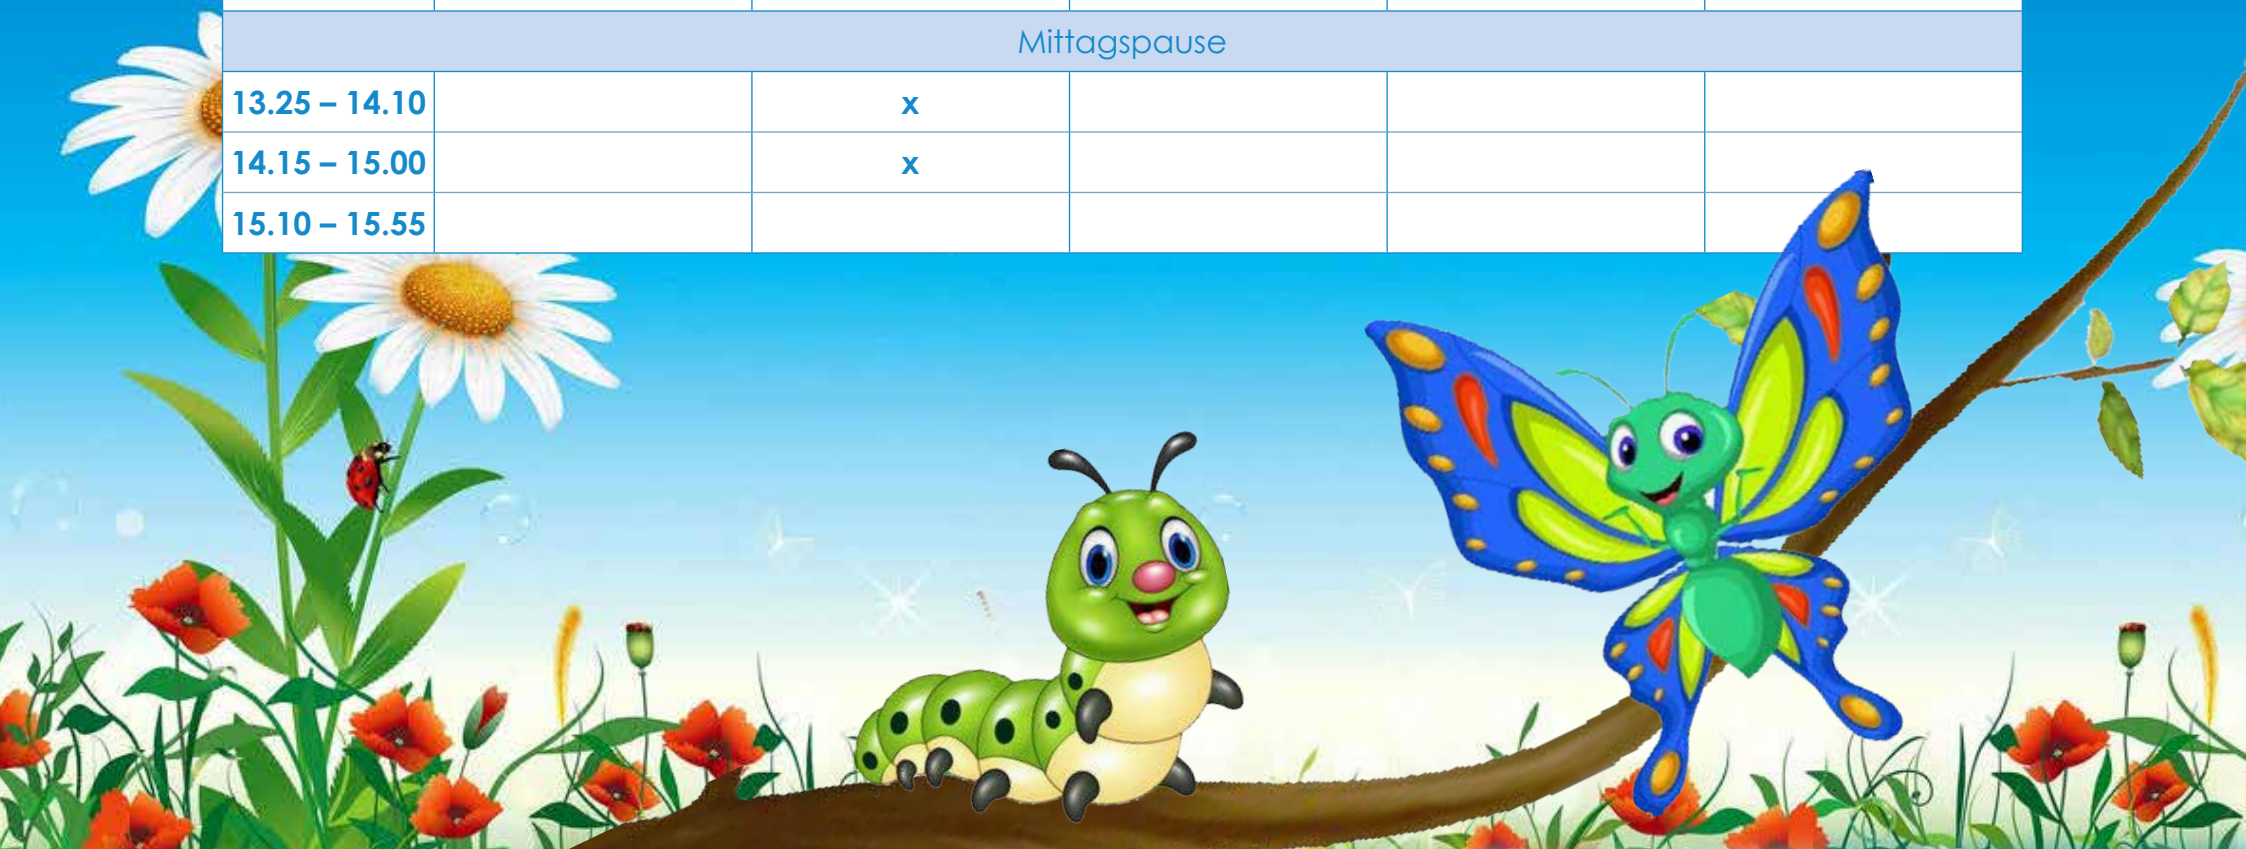 Mittagspause
13.25 – 14.10 x
14.15 – 15.00 x
15.10 – 15.55